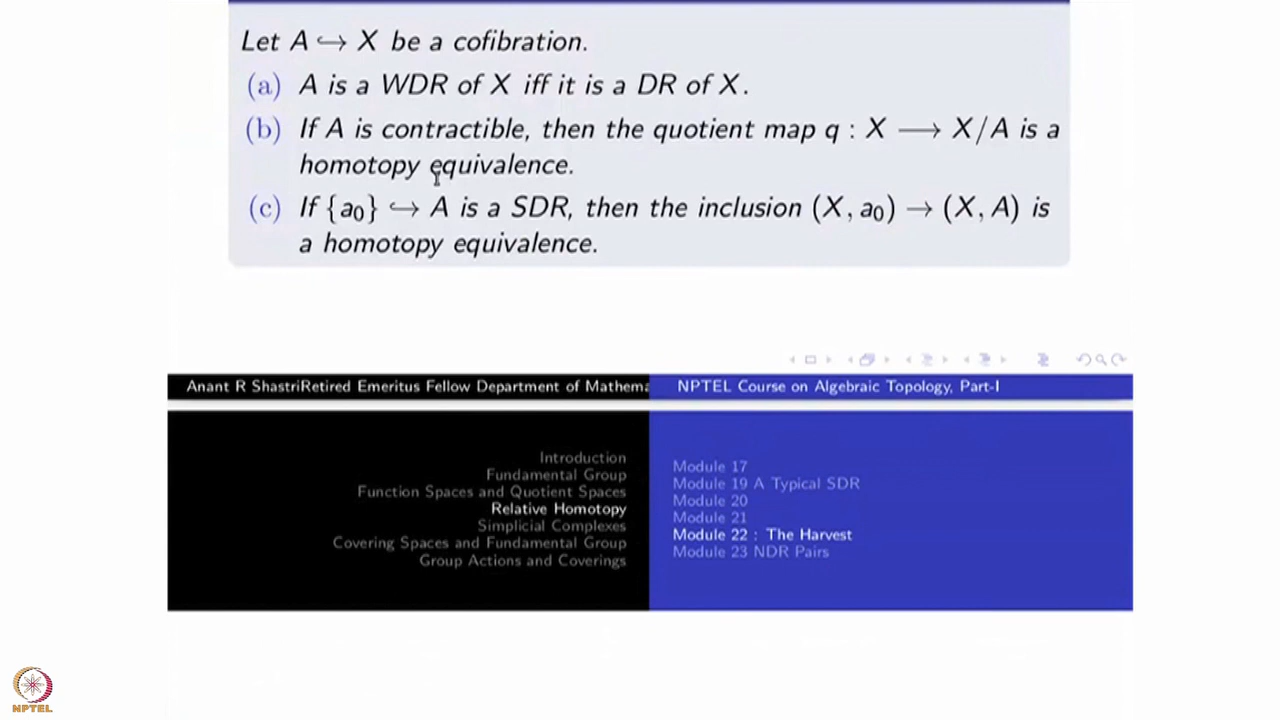 Let A ↪ X be a cofibration.
(a) A is a WDR of X iff it is a DR of X.
(b) If A is contractible, then the quotient map q : X ⟶ X/A is a
homotopy equivalence.
(c) If {a₀} ↪ A is a SDR, then the inclusion (X, a₀) → (X, A) is
a homotopy equivalence.
Anant R ShastriRetired Emeritus Fellow Department of Mathema
NPTEL Course on Algebraic Topology, Part-I
Introduction
Fundamental Group
Function Spaces and Quotient Spaces
Relative Homotopy
Simplicial Complexes
Covering Spaces and Fundamental Group
Group Actions and Coverings
Module 17
Module 19 A Typical SDR
Module 20
Module 21
Module 22 : The Harvest
Module 23 NDR Pairs
NPTEL